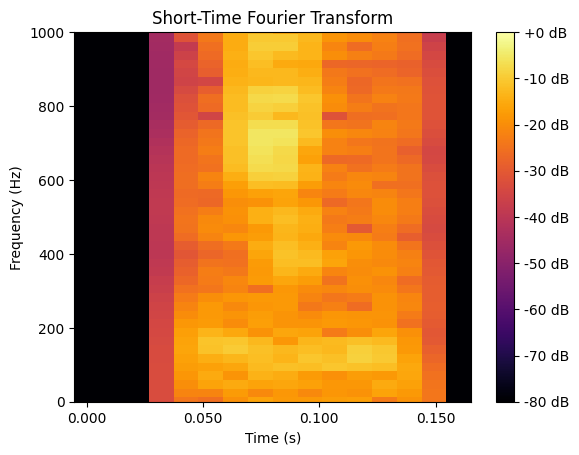 Short-Time Fourier Transform
Frequency (Hz)
1000
800
600
400
200
0
0.000
0.050
0.100
0.150
Time (s)
+0 dB
-10 dB
-20 dB
-30 dB
-40 dB
-50 dB
-60 dB
-70 dB
-80 dB